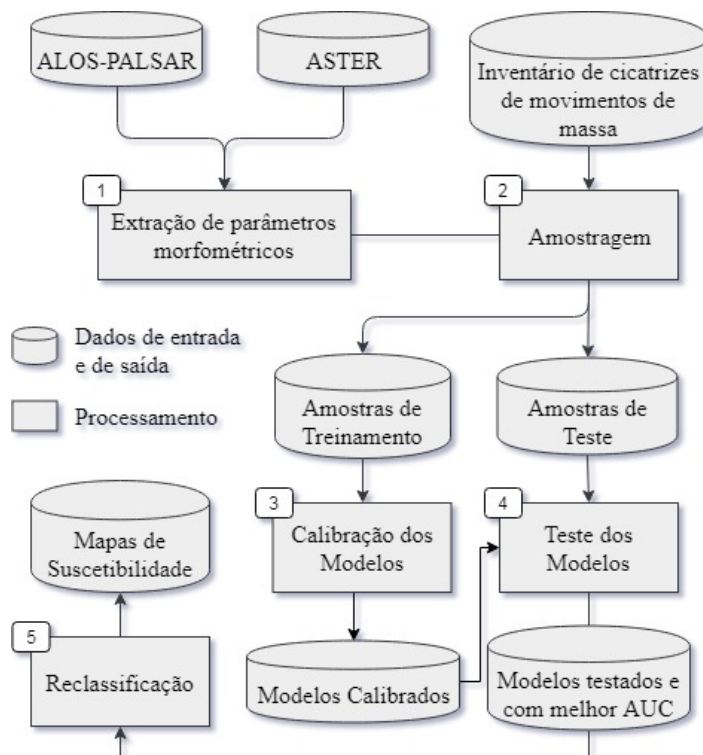 ALOS-PALSAR
ASTER
Inventário de cicatrizes
de movimentos de
massa
1
Extração de parâmetros
morfométricos
2
Amostragem
Dados de entrada
e de saída
Processamento
Amostras de
Treinamento
Amostras de
Teste
3
Calibração dos
Modelos
4
Teste dos
Modelos
Mapas de
Suscetibilidade
5
Reclassificação
Modelos Calibrados
Modelos testados e
com melhor AUC